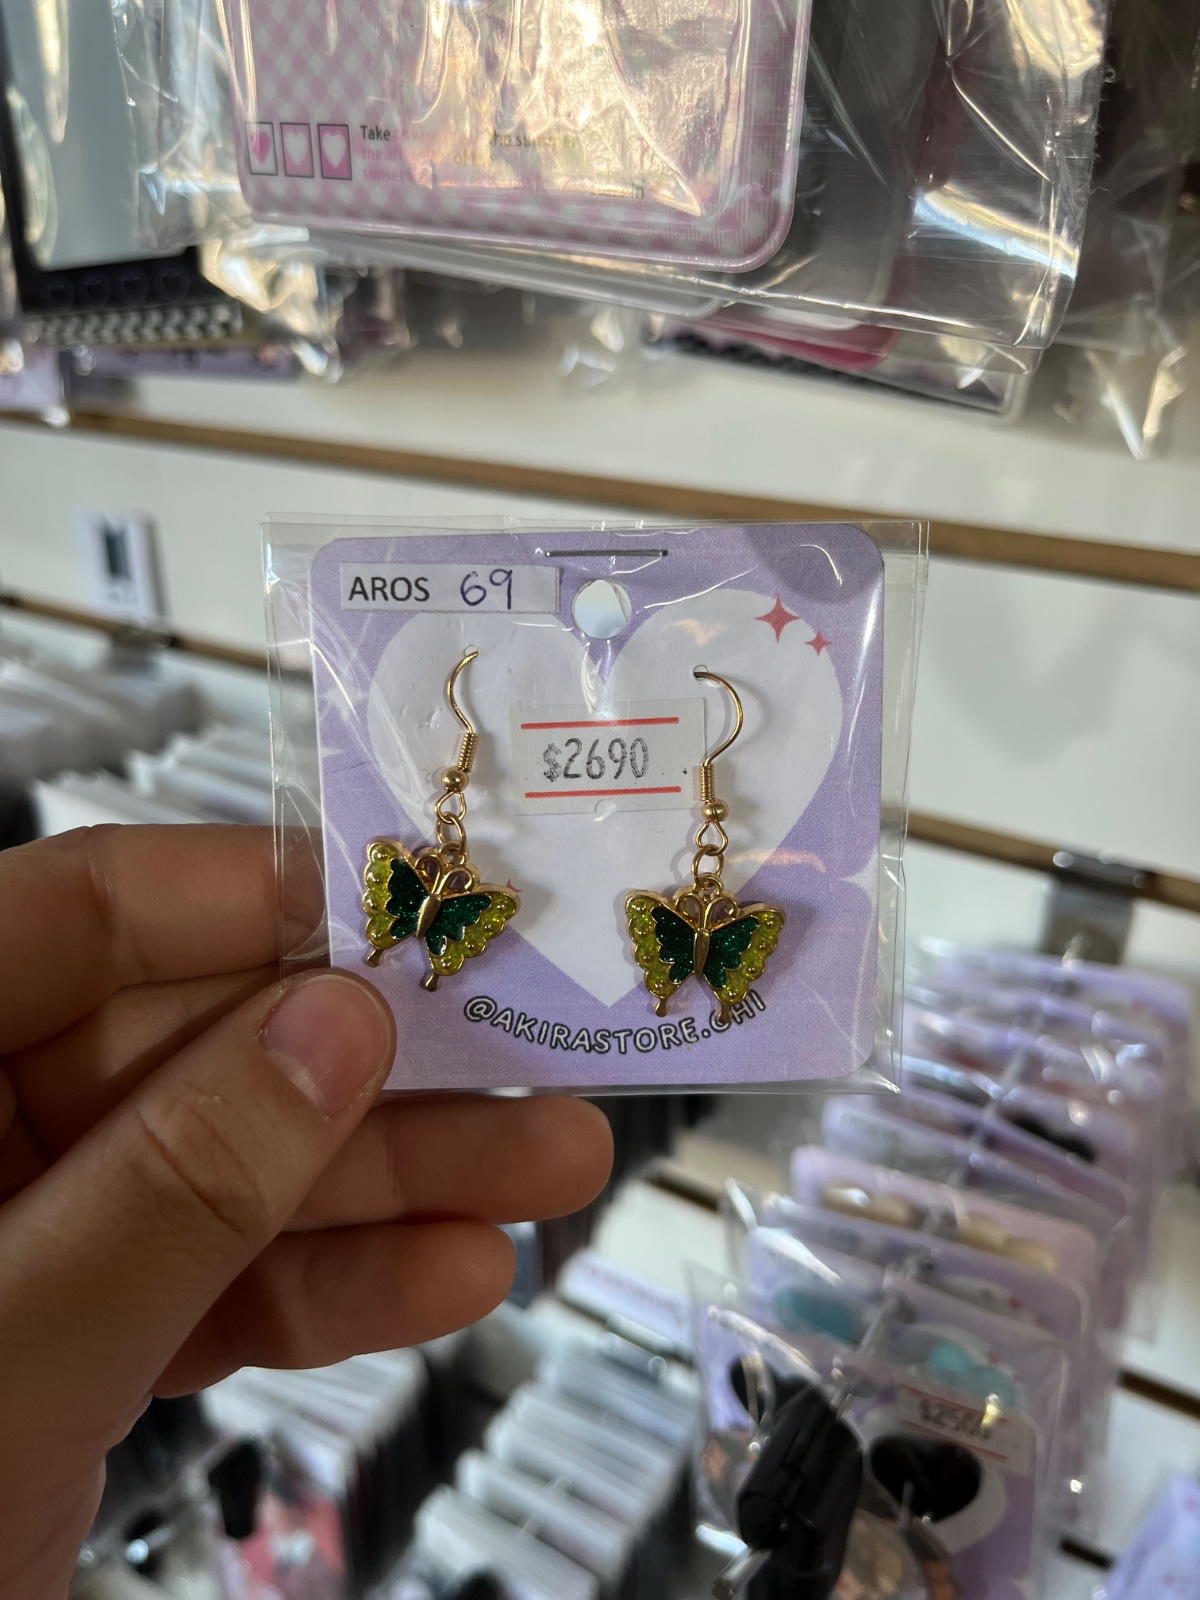 Take
AROS 69
$2690
@AKIRASTORE.CHI